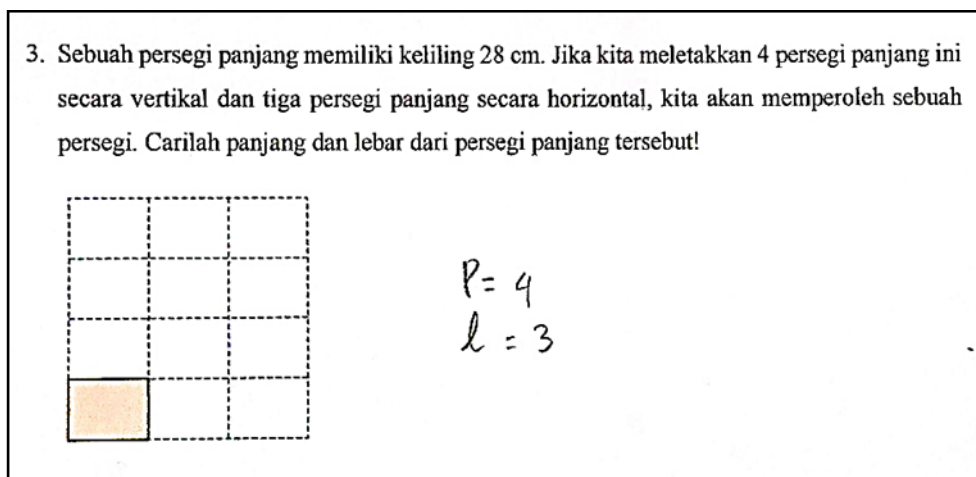 3. Sebuah persegi panjang memiliki keliling 28 cm. Jika kita meletakkan 4 persegi panjang ini
secara vertikal dan tiga persegi panjang secara horizontal, kita akan memperoleh sebuah
persegi. Carilah panjang dan lebar dari persegi panjang tersebut!
P = 4
l = 3